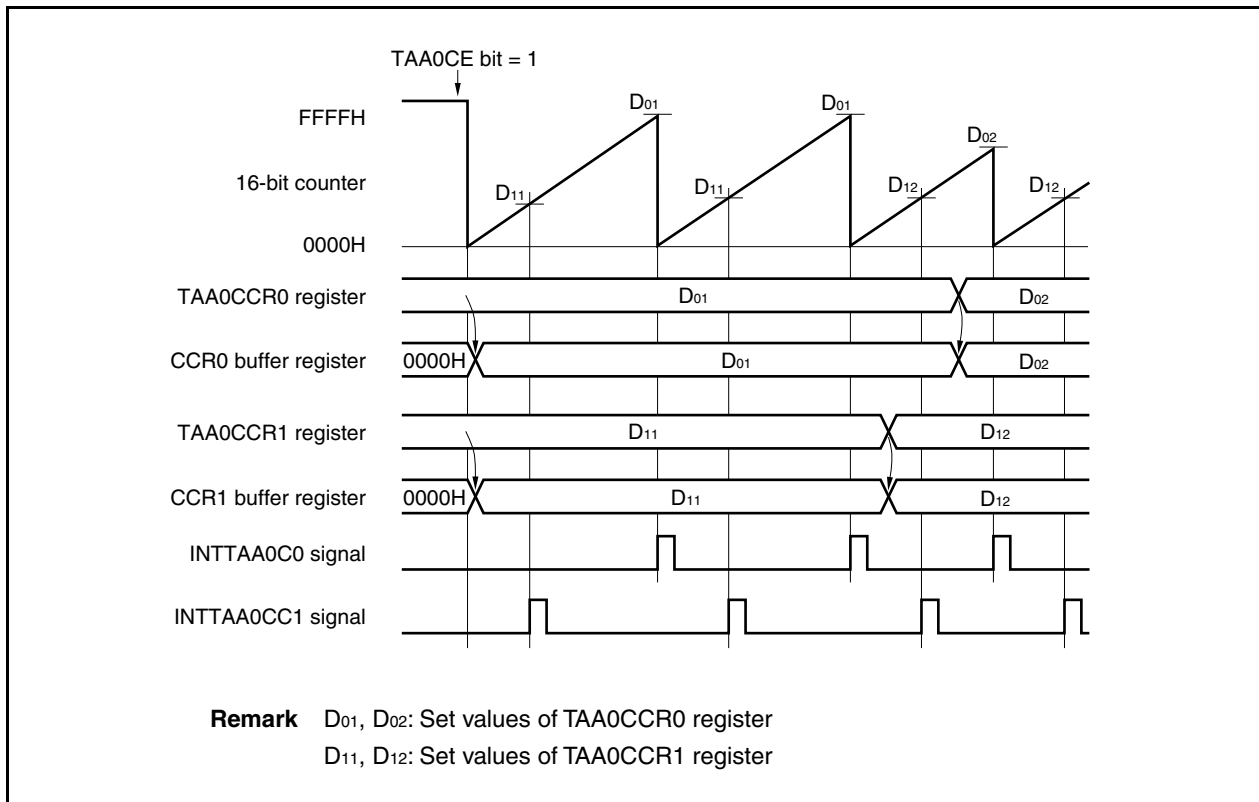 TAA0CE bit = 1
FFFFH
D01
D01
D02
16-bit counter
D11
D11
D12
D12
0000H
TAA0CCR0 register
D01
D02
CCR0 buffer register
0000H
D01
D02
TAA0CCR1 register
D11
D12
CCR1 buffer register
0000H
D11
D12
INTTAA0C0 signal
INTTAA0CC1 signal
Remark D01, D02: Set values of TAA0CCR0 register
D11, D12: Set values of TAA0CCR1 register